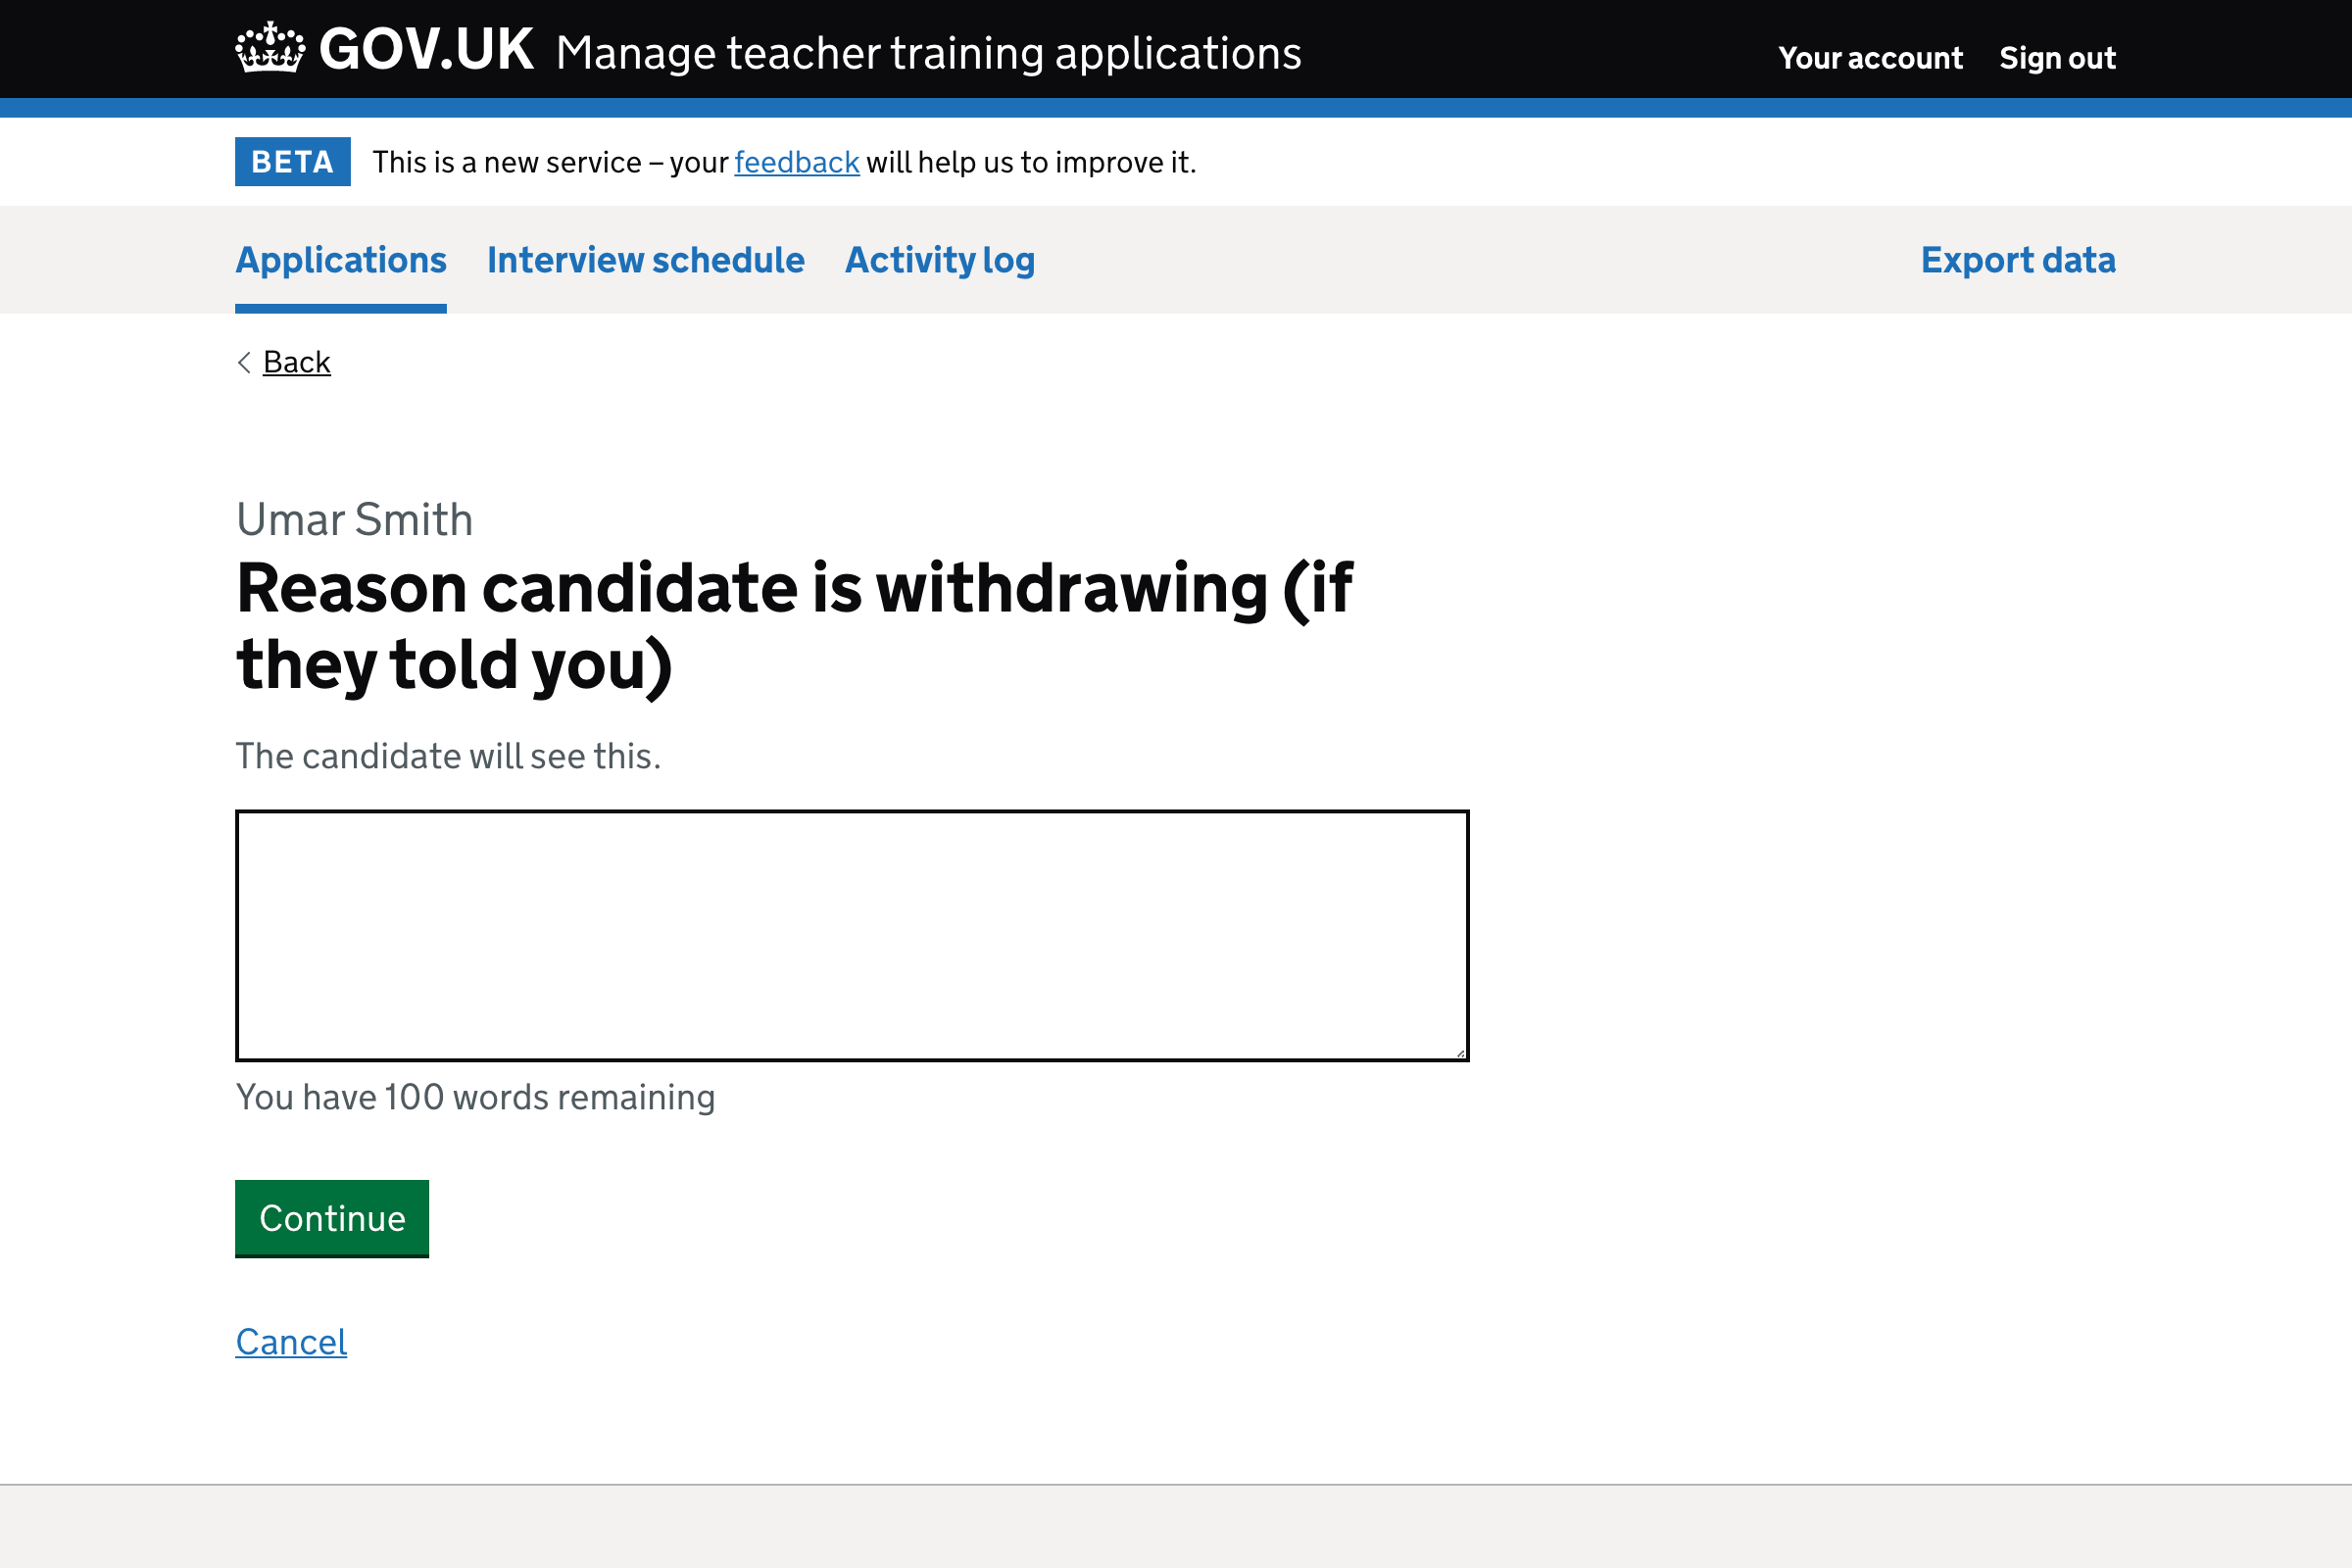 GOV.UK Manage teacher training applications
Your account Sign out
BETA This is a new service – your feedback will help us to improve it.
Applications Interview schedule Activity log Export data
Back
Umar Smith
Reason candidate is withdrawing (if
they told you)
The candidate will see this.
You have 100 words remaining
Continue
Cancel